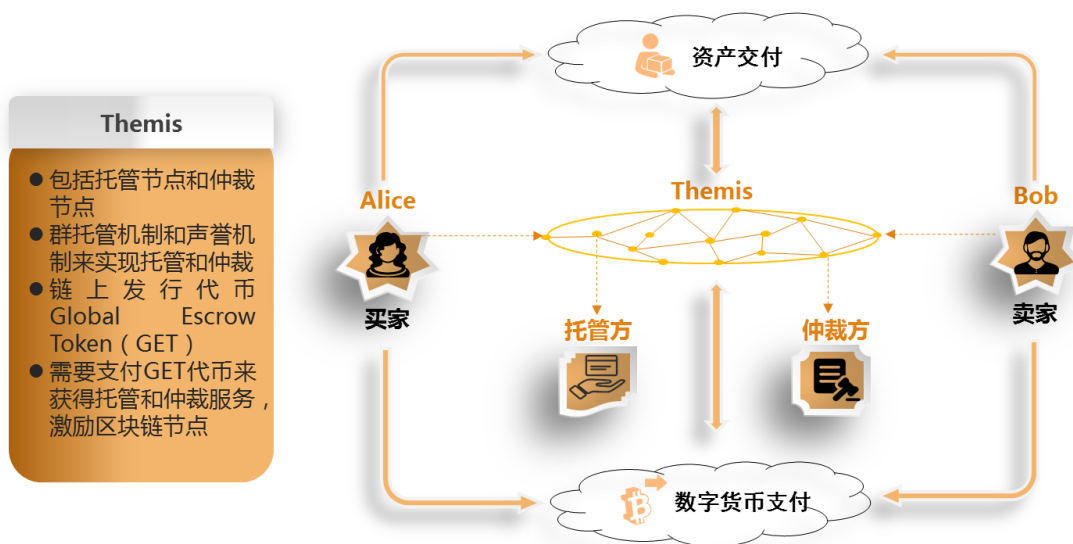 Themis
● 包括托管节点和仲裁
节点
● 群托管机制和声誉机
制来实现托管和仲裁
● 链上发行代币
Global Escrow
Token（GET）
● 需要支付GET代币来
获得托管和仲裁服务，
激励区块链节点
资产交付
Alice
买家
Themis
托管方
仲裁方
Bob
卖家
数字货币支付